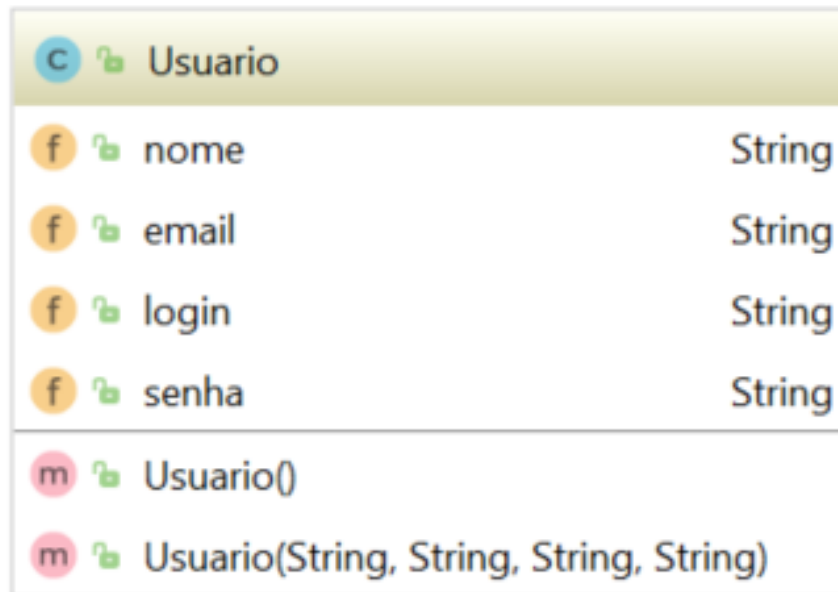 C Usuario
f nome String
f email String
f login String
f senha String
m Usuario()
m Usuario(String, String, String, String)